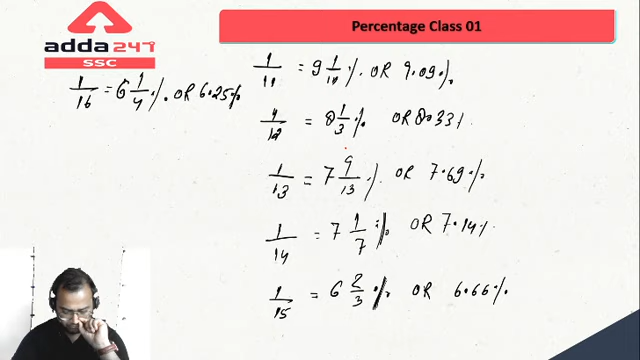 Percentage Class 01
adda247
SSC
1/16 = 6 1/4 % OR 6.25%
1/11 = 9 1/11 % OR 9.09%
1/12 = 8 1/3 % OR 8.33%
1/13 = 7 9/13 % OR 7.69%
1/14 = 7 1/7 % OR 7.14%
1/15 = 6 2/3 % OR 6.66%